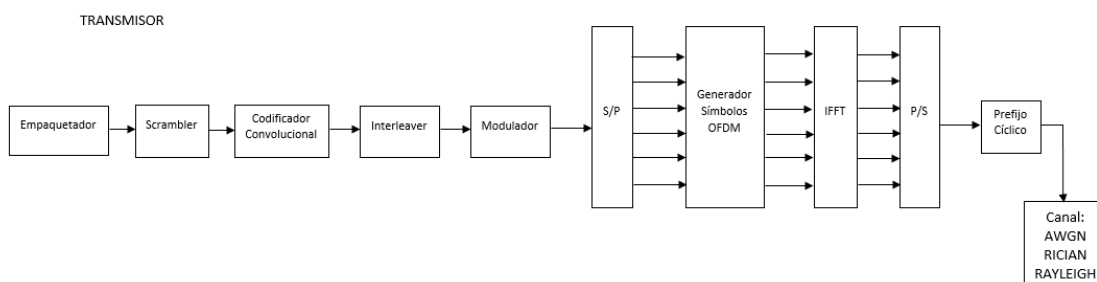 TRANSMISOR
Empaquetador
Scrambler
Codificador
Convolucional
Interleaver
Modulador
S/P
Generador
Símbolos
OFDM
IFFT
P/S
Prefijo
Cíclico
Canal:
AWGN
RICIAN
RAYLEIGH